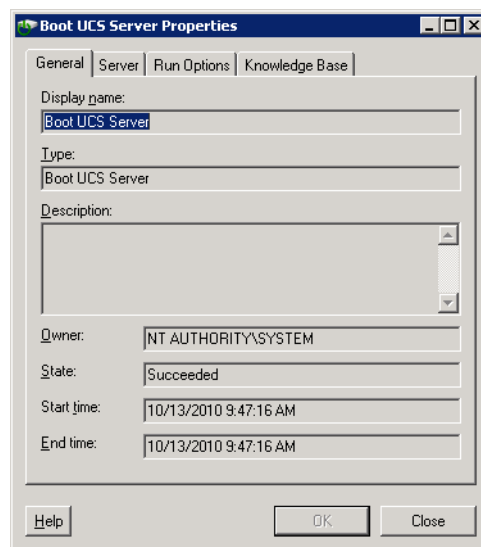 Boot UCS Server Properties
General Server Run Options Knowledge Base
Display name:
Boot UCS Server
Type:
Boot UCS Server
Description:
Owner: NT AUTHORITY\SYSTEM
State: Succeeded
Start time: 10/13/2010 9:47:16 AM
End time: 10/13/2010 9:47:16 AM
Help OK Close